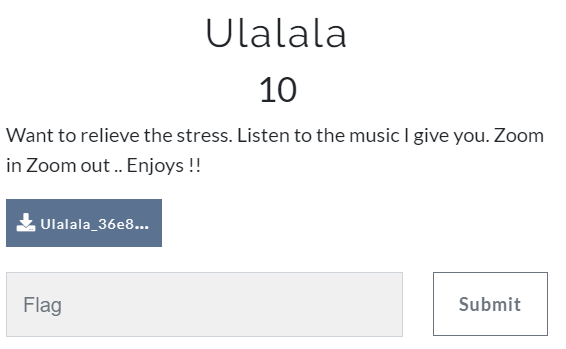 Ulalala
10
Want to relieve the stress. Listen to the music I give you. Zoom
in Zoom out .. Enjoys !!
Ulalala_36e8...
Flag
Submit